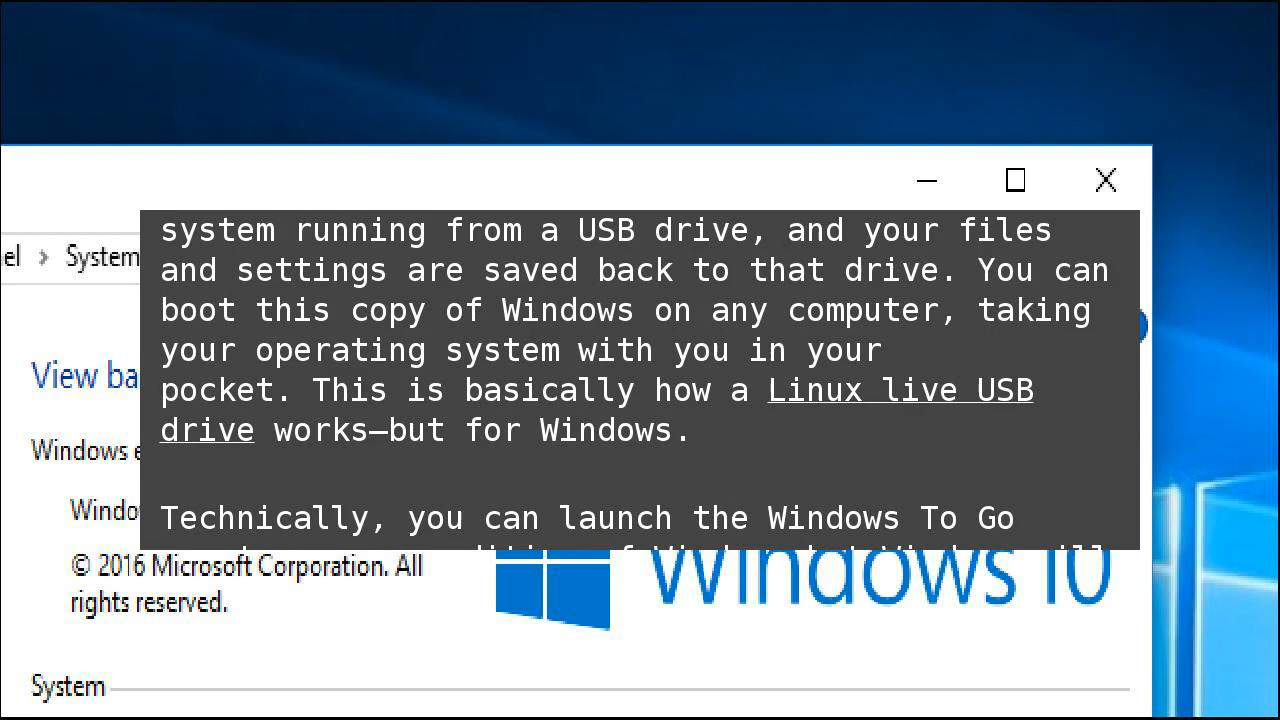 system running from a USB drive, and your files
and settings are saved back to that drive. You can
boot this copy of Windows on any computer, taking
your operating system with you in your
pocket. This is basically how a Linux live USB
drive works—but for Windows.
Technically, you can launch the Windows To Go
System
View
Windows
© 2016 Microsoft Corporation. All
rights reserved.
Windows 10
System